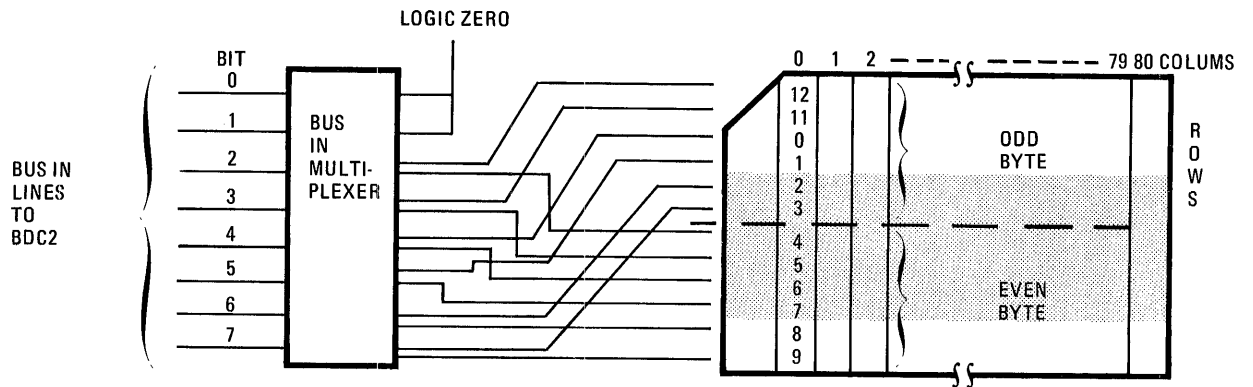 LOGIC ZERO
BIT
0
1
2
3
4
5
6
7
BUS IN
LINES
TO
BDC2
BUS
IN
MULTI-
PLEXER
0 1 2 79 80 COLUMS
12
11
0
1
2
3
4
5
6
7
8
9
ODD
BYTE
EVEN
BYTE
R
O
W
S